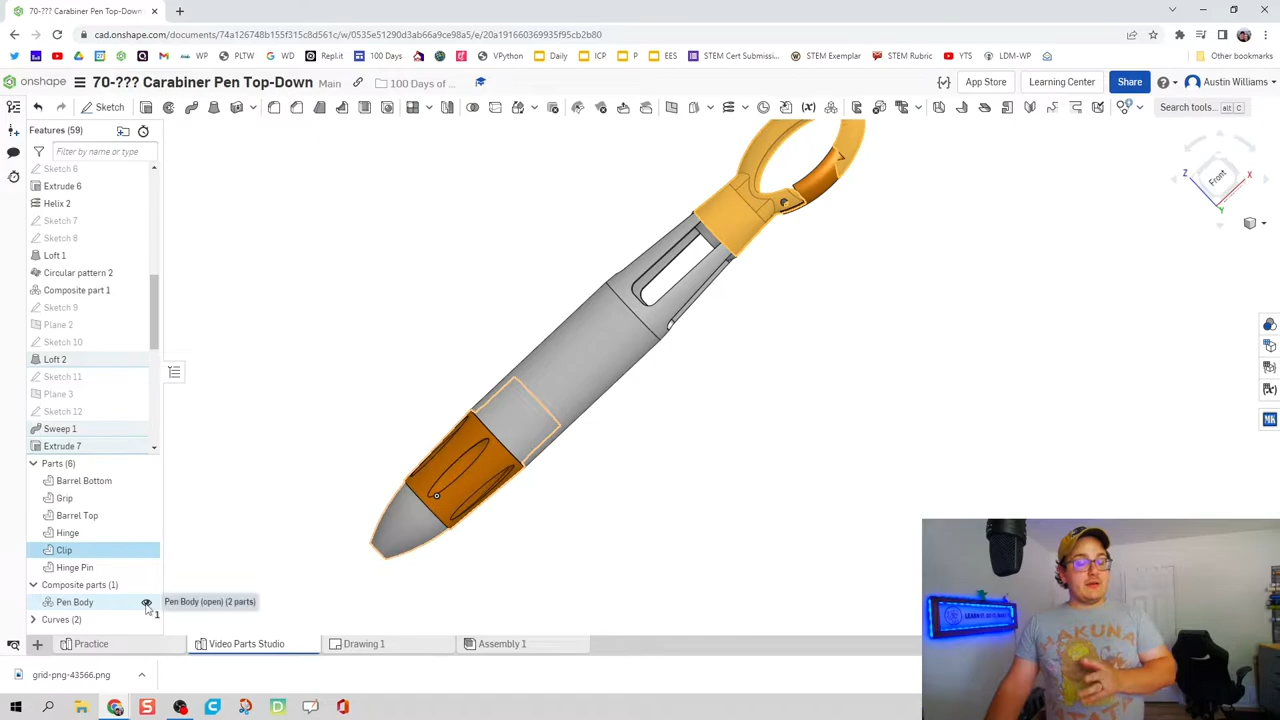 70-??? Carabiner Pen Top-Down
cad.onshape.com/documents/74a126748b155f315c8d561c/w/0535e51290d3ab66a9ce98a5/e/20a191660369935f95cb2b80
WP
PLTW
100 Days
Repl.it
VPython
Daily
ICP
EES
STEM Cert Submissi...
STEM Exemplar
STEM Rubric
YTS
LDM-WP
Other bookmarks
onshape
70-??? Carabiner Pen Top-Down
Main
100 Days of
App Store
Learning Center
Share
Austin Williams
Sketch
Search tools...
alt
C
Features (59)
Filter by name or type
Sketch 6
Extrude 6
Helix 2
Sketch 7
Sketch 8
Loft 1
Circular pattern 2
Composite part 1
Sketch 9
Plane 2
Sketch 10
Loft 2
Sketch 11
Plane 3
Sketch 12
Sweep 1
Extrude 7
Parts (6)
Barrel Bottom
Grip
Barrel Top
Hinge
Clip
Hinge Pin
Composite parts (1)
Pen Body
Pen Body (open) (2 parts)
1
Curves (2)
Front
Z
X
Y
MK
Practice
Video Parts Studio
Drawing 1
Assembly 1
grid-png-43566.png
HAKUNA